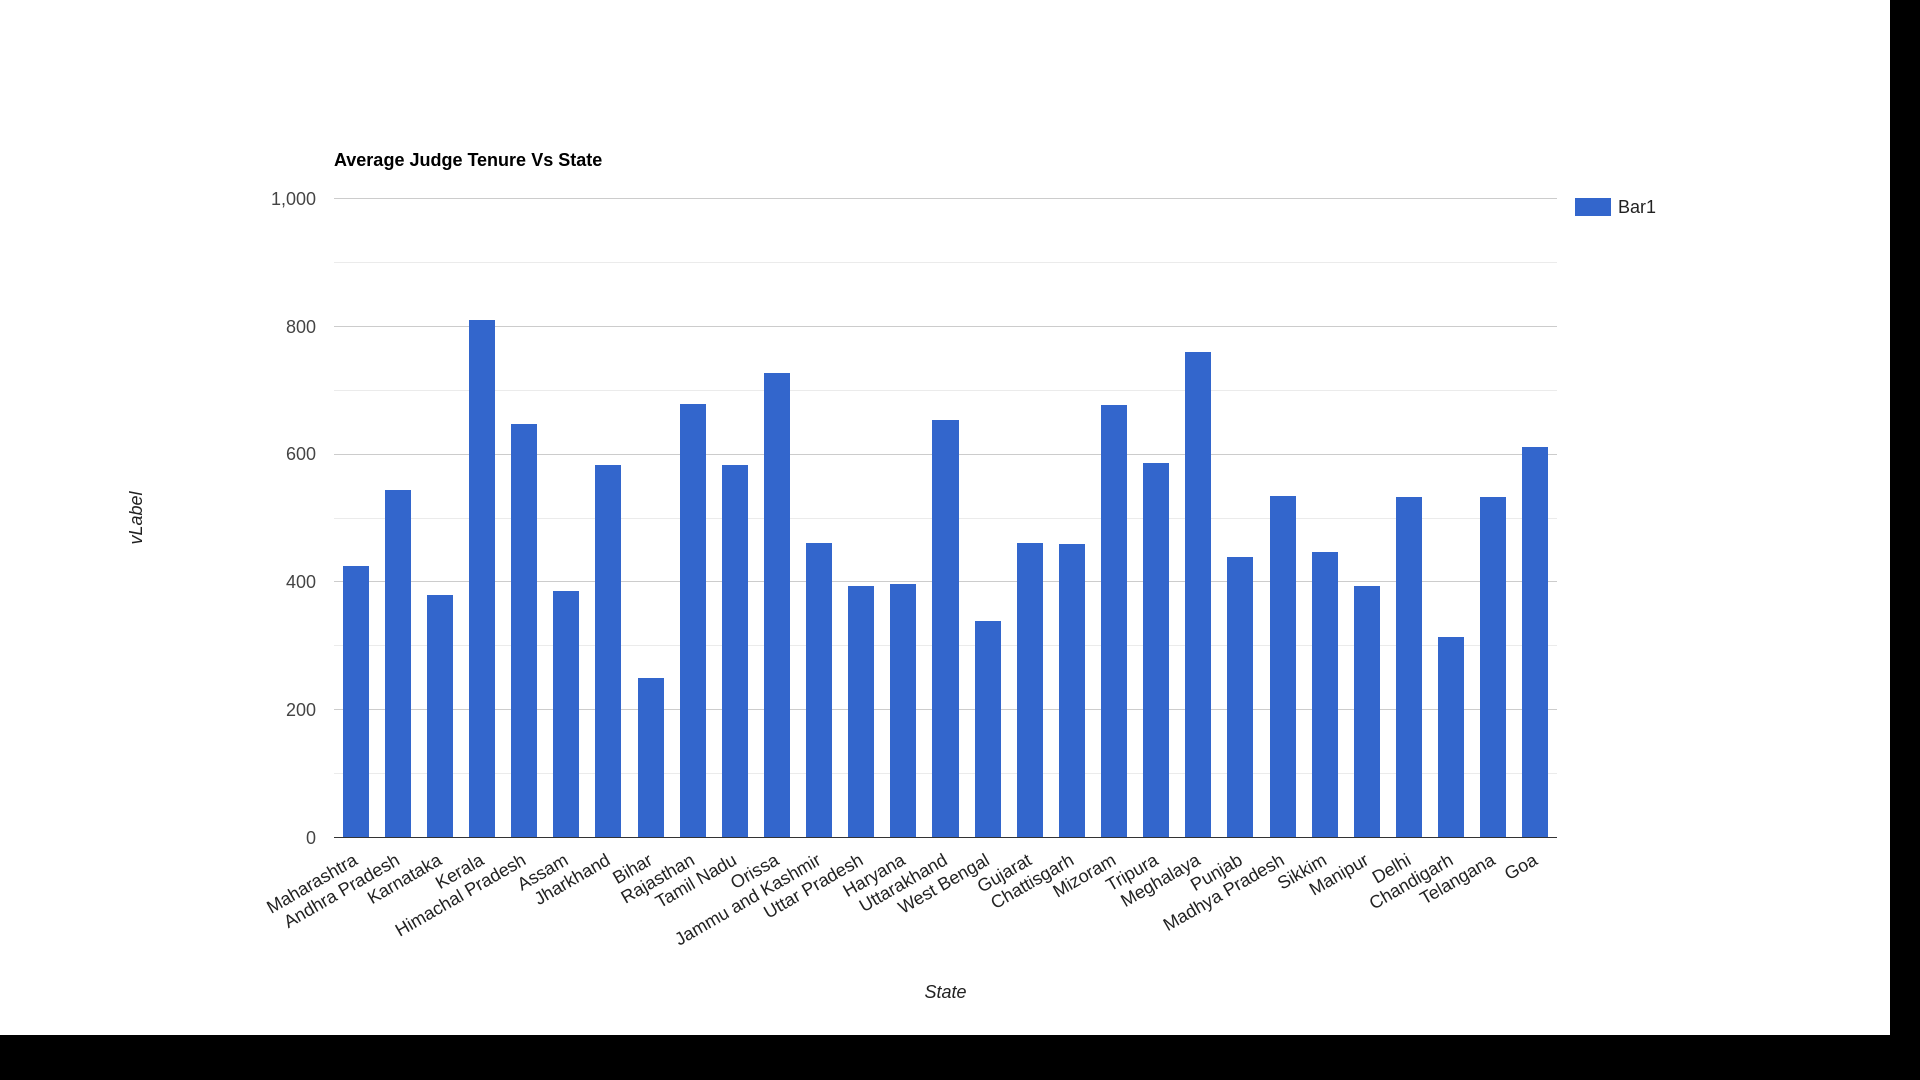 Average Judge Tenure Vs State
1,000
800
600
400
200
0
vLabel
Bar1
Maharashtra
Andhra Pradesh
Karnataka
Kerala
Himachal Pradesh
Assam
Jharkhand
Bihar
Rajasthan
Tamil Nadu
Orissa
Jammu and Kashmir
Uttar Pradesh
Haryana
Uttarakhand
West Bengal
Gujarat
Chattisgarh
Mizoram
Tripura
Meghalaya
Punjab
Madhya Pradesh
Sikkim
Manipur
Delhi
Chandigarh
Telangana
Goa
State